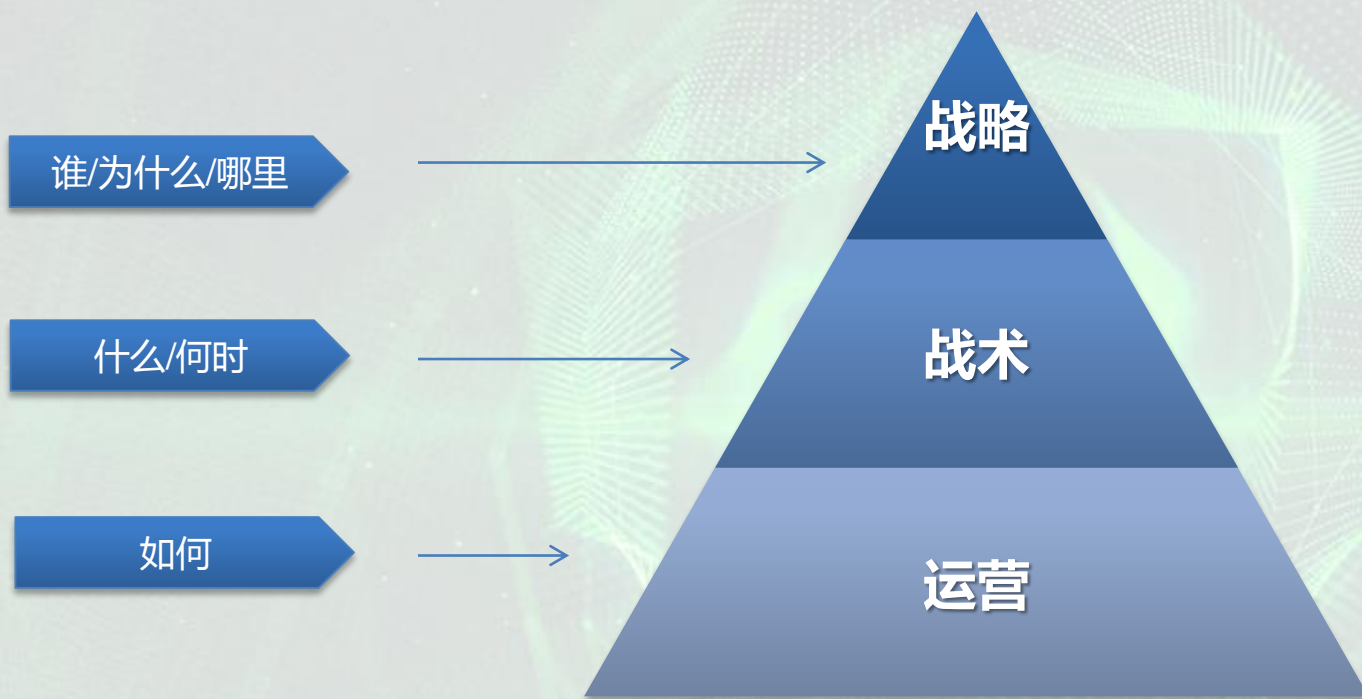 战略
谁/为什么/哪里
战术
什么/何时
如何
运营